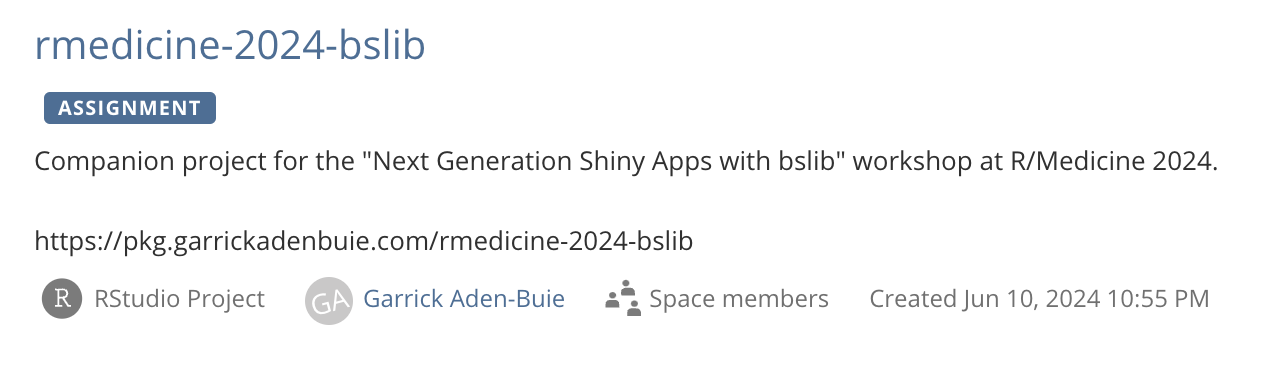 rmedicine-2024-bslib
ASSIGNMENT
Companion project for the "Next Generation Shiny Apps with bslib" workshop at R/Medicine 2024.
https://pkg.garrickadenbuie.com/rmedicine-2024-bslib
R RStudio Project GA Garrick Aden-Buie Space members Created Jun 10, 2024 10:55 PM